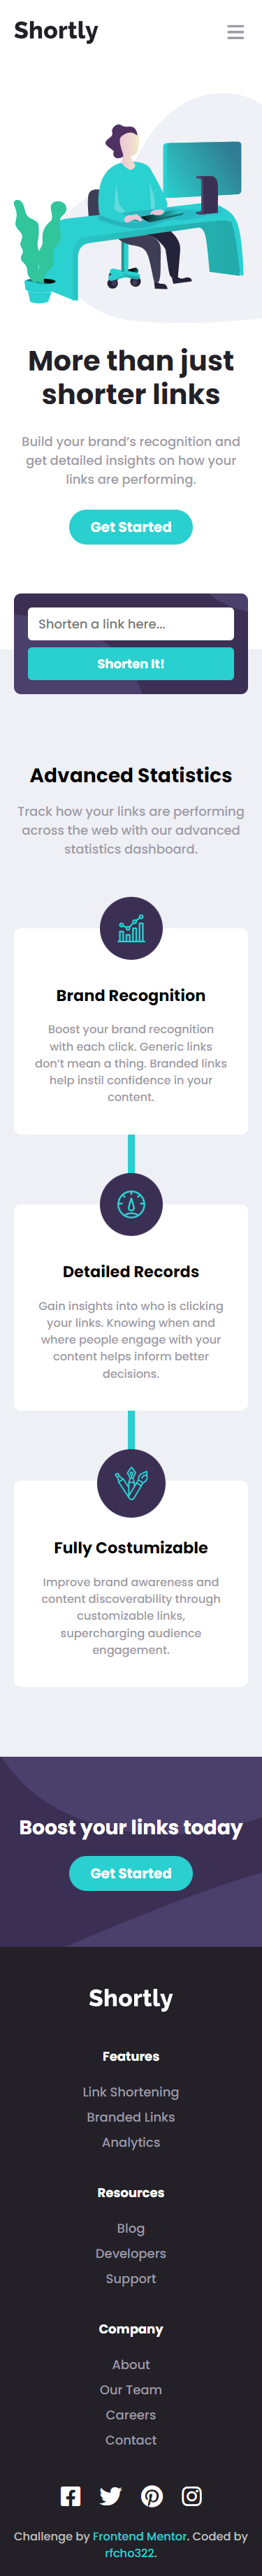 Shortly
More than just
shorter links
Build your brand’s recognition and
get detailed insights on how your
links are performing.
Get Started
Shorten a link here...
Shorten It!
Advanced Statistics
Track how your links are performing
across the web with our advanced
statistics dashboard.
Brand Recognition
Boost your brand recognition
with each click. Generic links
don’t mean a thing. Branded links
help instil confidence in your
content.
Detailed Records
Gain insights into who is clicking
your links. Knowing when and
where people engage with your
content helps inform better
decisions.
Fully Costumizable
Improve brand awareness and
content discoverability through
customizable links,
supercharging audience
engagement.
Boost your links today
Get Started
Shortly
Features
Link Shortening
Branded Links
Analytics
Resources
Blog
Developers
Support
Company
About
Our Team
Careers
Contact
Challenge by Frontend Mentor. Coded by
rfcho322.